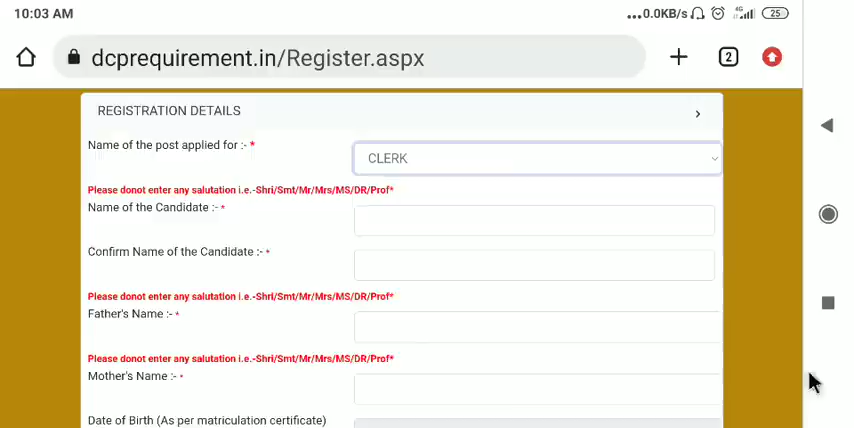 10:03 AM
...0.0KB/s 4G 25
dcprequirement.in/Register.aspx
2
REGISTRATION DETAILS
Name of the post applied for :- *
CLERK
Please donot enter any salutation i.e.-Shri/Smt/Mr/Mrs/MS/DR/Prof*
Name of the Candidate :- *
Confirm Name of the Candidate :- *
Please donot enter any salutation i.e.-Shri/Smt/Mr/Mrs/MS/DR/Prof*
Father's Name :- *
Please donot enter any salutation i.e.-Shri/Smt/Mr/Mrs/MS/DR/Prof*
Mother's Name :- *
Date of Birth (As per matriculation certificate)